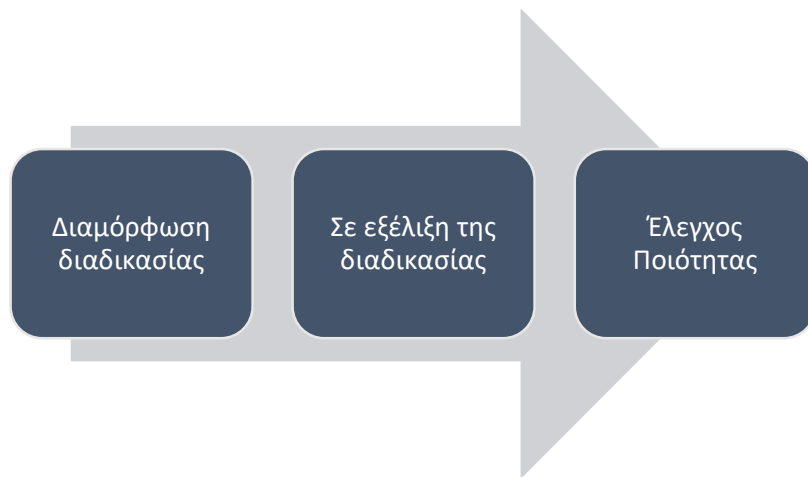 Διαμόρφωση
διαδικασίας
Σε εξέλιξη της
διαδικασίας
Έλεγχος
Ποιότητας